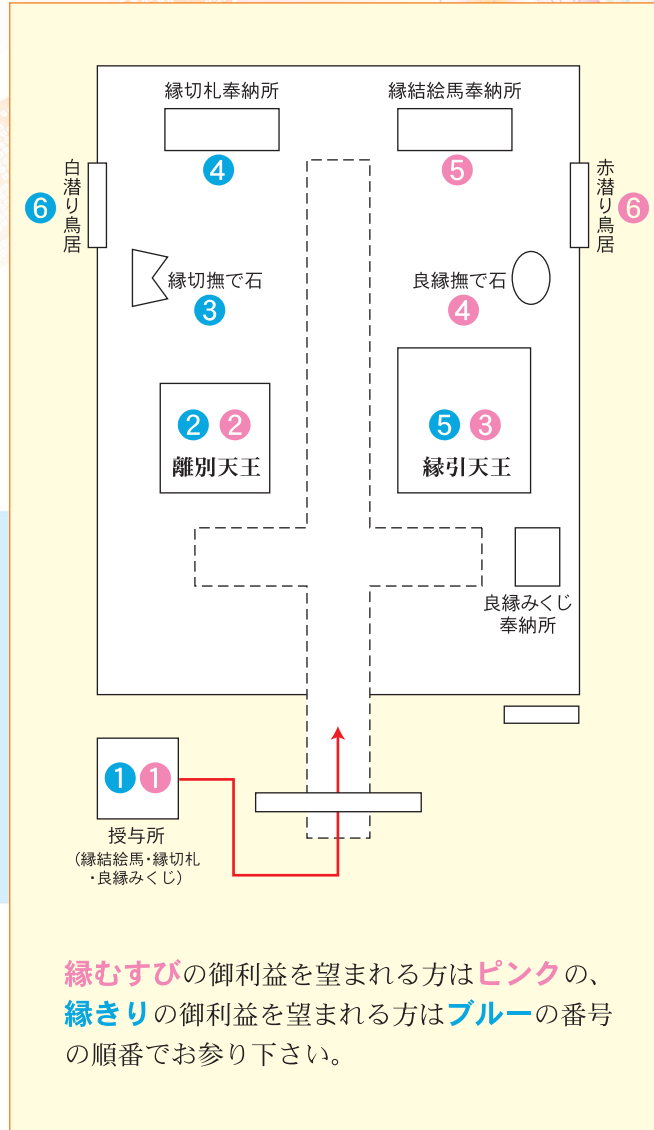 縁切札奉納所
縁結絵馬奉納所
4
5
白潜り鳥居
6
赤潜り鳥居
6
縁切撫で石
3
良縁撫で石
4
2 2
離別天王
5 3
縁引天王
良縁みくじ
奉納所
1 1
授与所
(縁結絵馬・縁切札
・良縁みくじ)
縁むすびの御利益を望まれる方はピンクの、
縁きりの御利益を望まれる方はブルーの番号
の順番でお参り下さい。